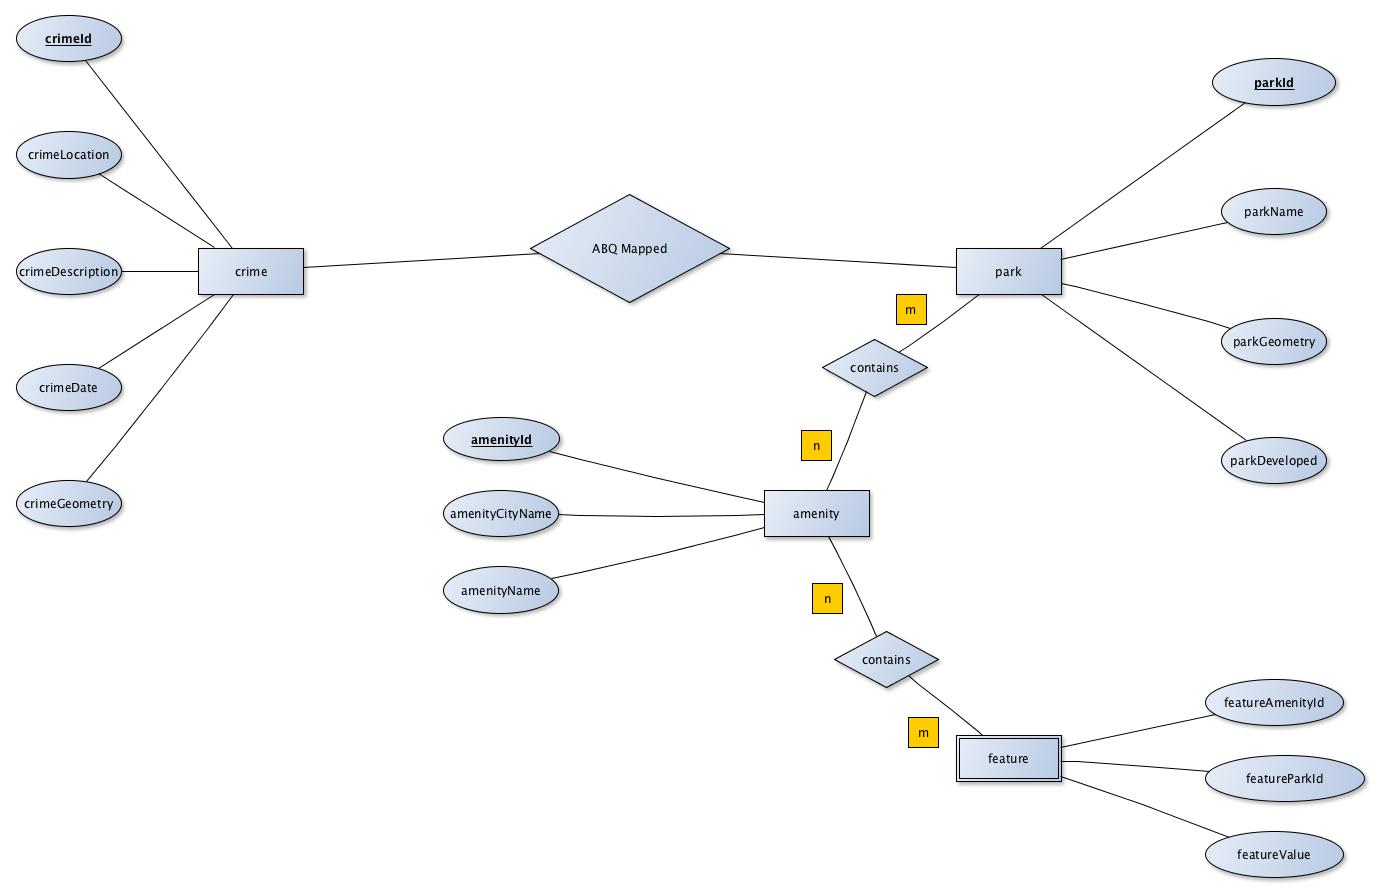 crimeId
parkId
crimeLocation
parkName
ABQ Mapped
crime
park
crimeDescription
m
parkGeometry
contains
crimeDate
amenityId
n
parkDeveloped
crimeGeometry
amenityCityName
amenity
amenityName
n
contains
featureAmenityId
m
feature
featureParkId
featureValue